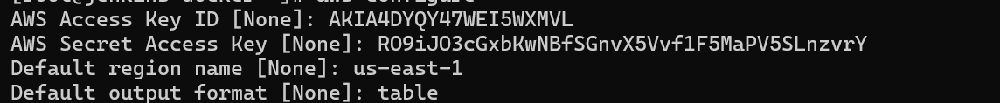 AWS Access Key ID [None]: AKIA4DYQY47WEI5WXMVL
AWS Secret Access Key [None]: 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
Default region name [None]: us-east-1
Default output format [None]: table